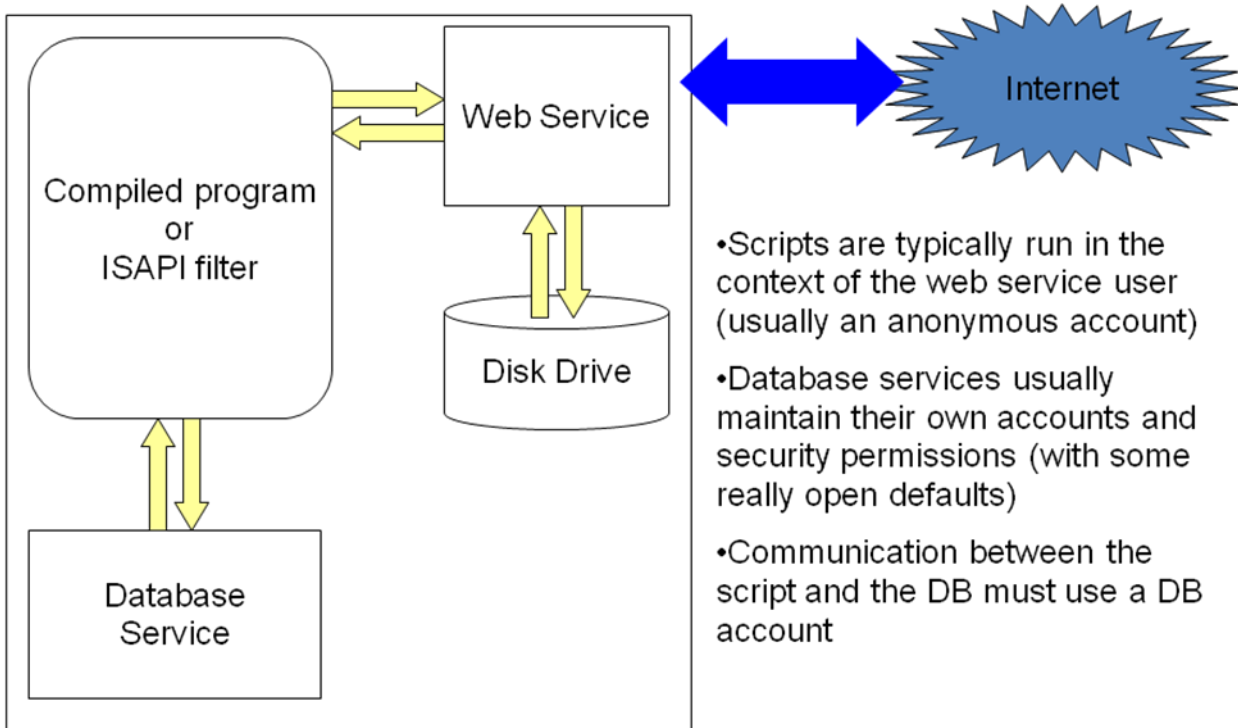 Compiled program
or
ISAPI filter
Web Service
Internet
Disk Drive
Database
Service
•Scripts are typically run in the
context of the web service user
(usually an anonymous account)
•Database services usually
maintain their own accounts and
security permissions (with some
really open defaults)
•Communication between the
script and the DB must use a DB
account